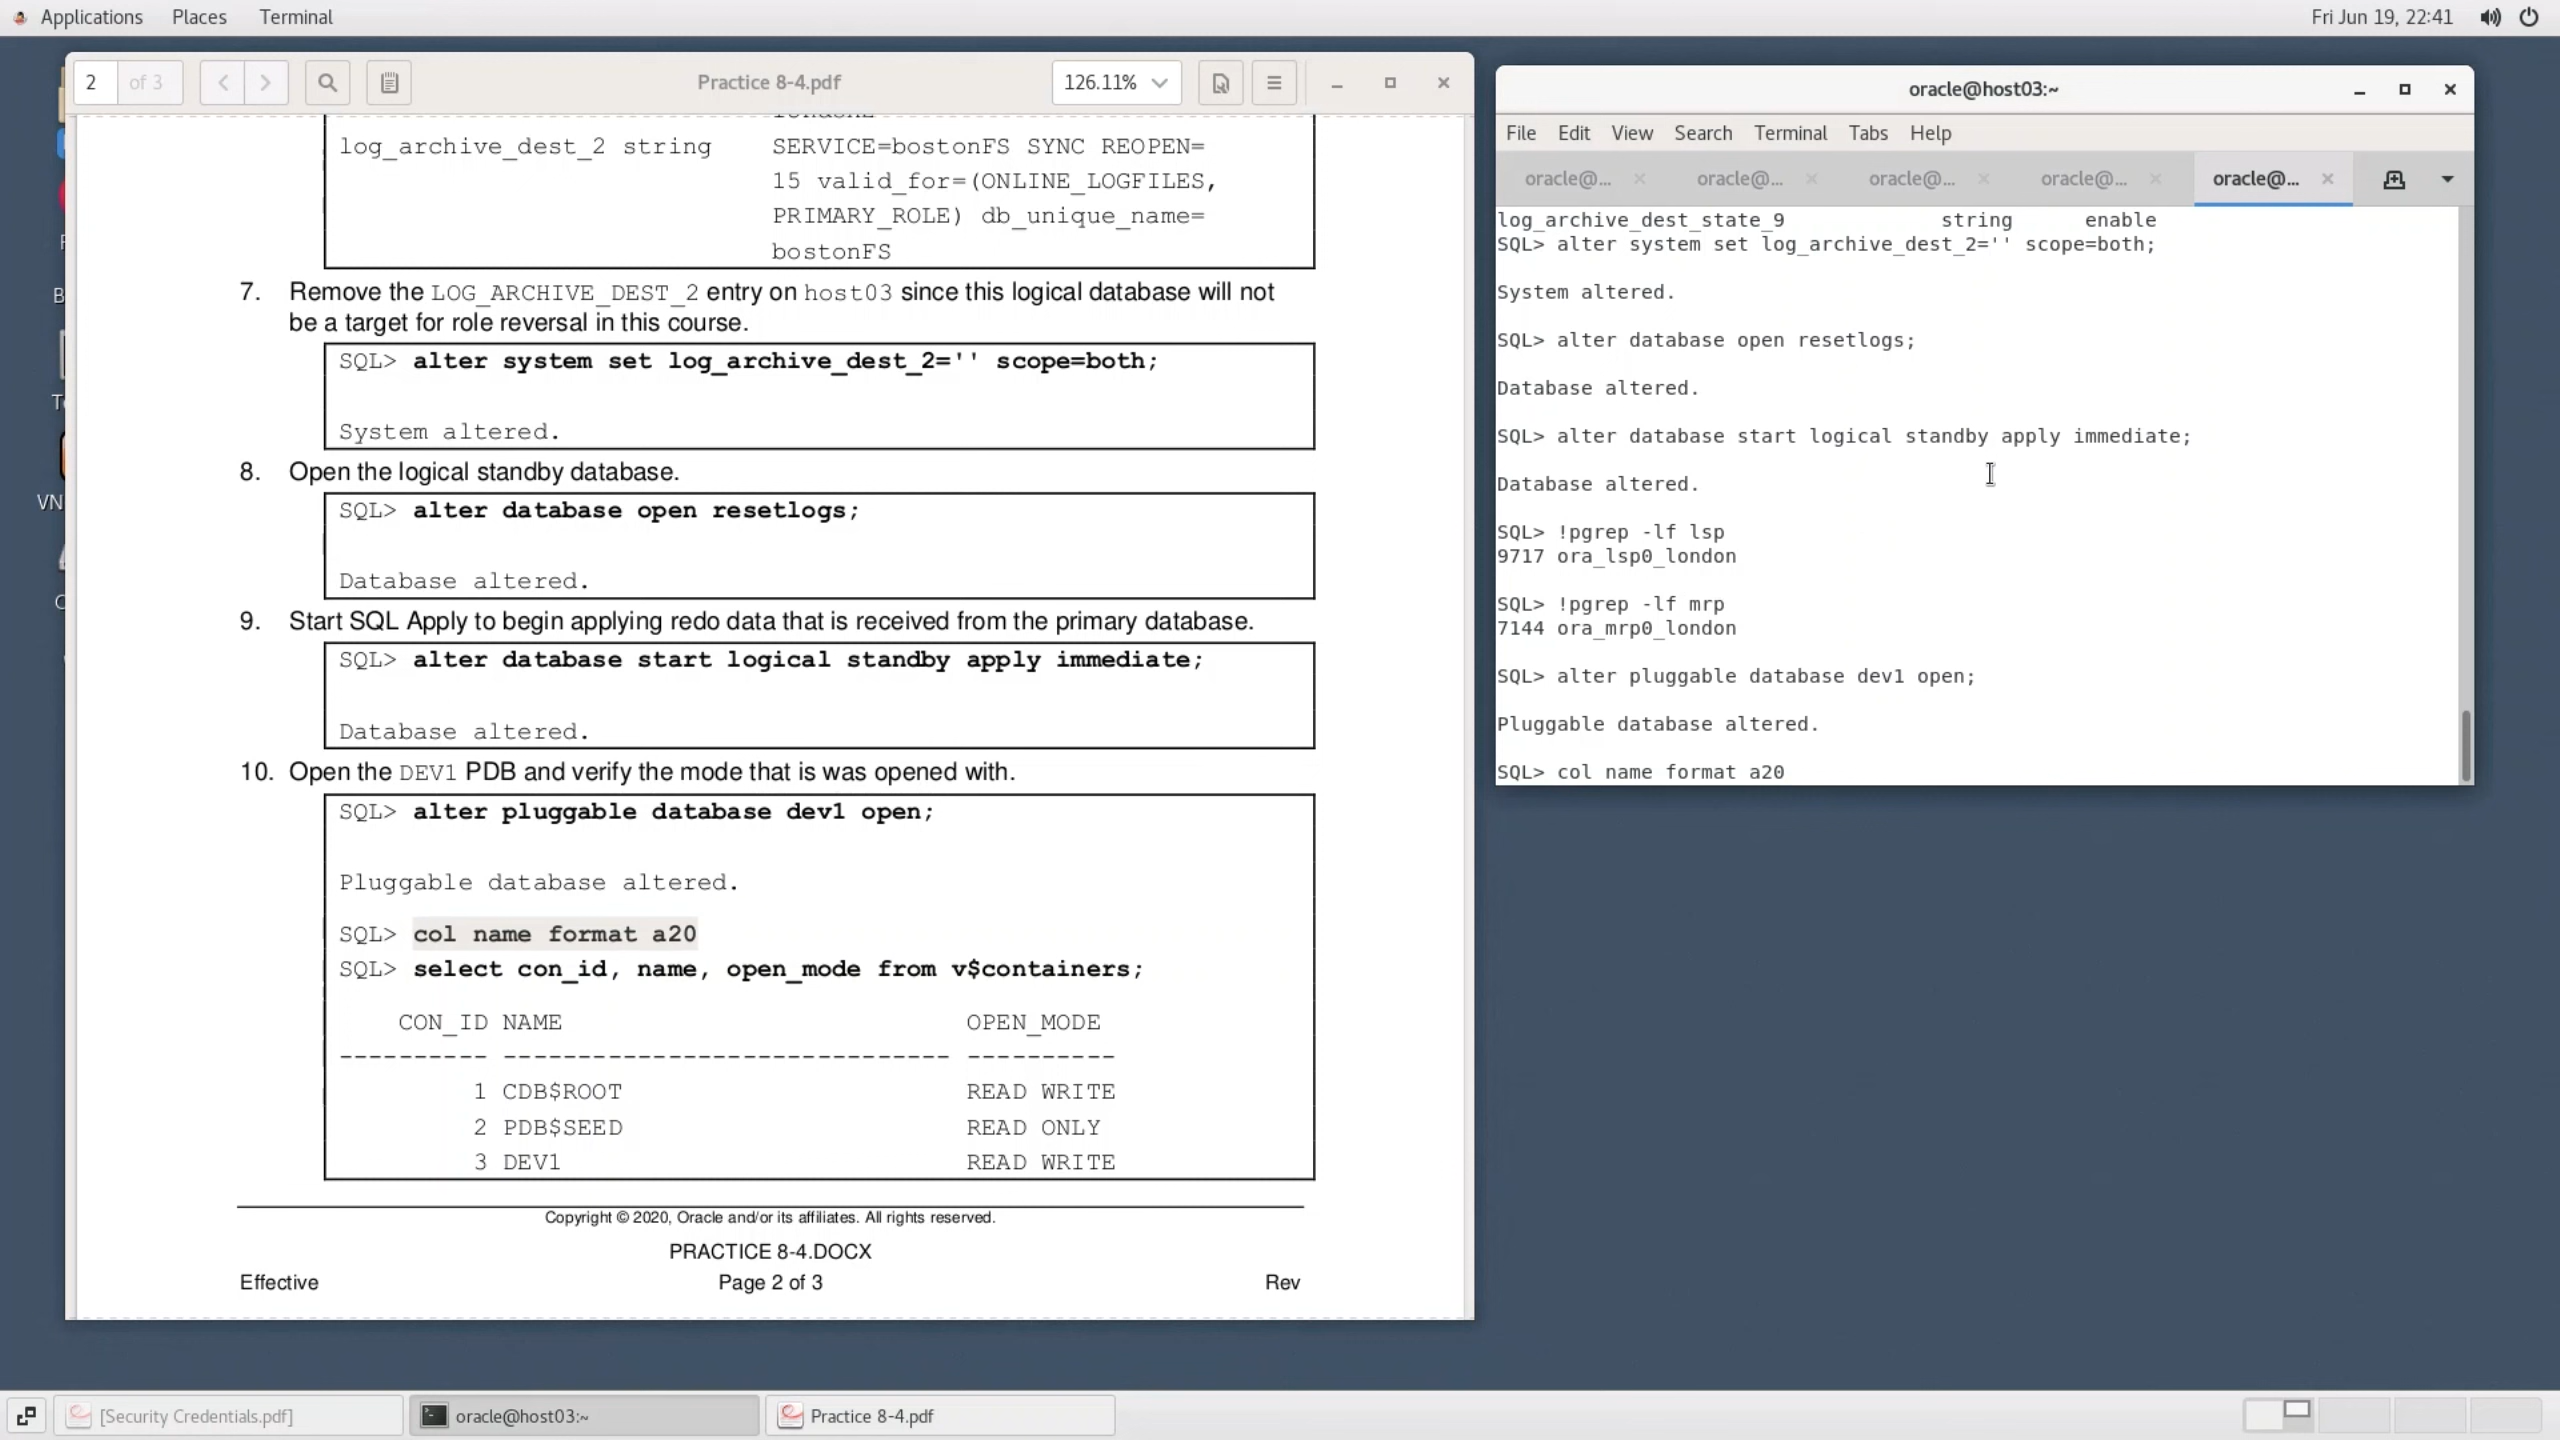 Applications Places Terminal Fri Jun 19, 22:41
2 of 3 Practice 8-4.pdf 126.11%
log_archive_dest_2 string SERVICE=bostonFS SYNC REOPEN=
15 valid_for=(ONLINE_LOGFILES,
PRIMARY_ROLE) db_unique_name=
bostonFS
7. Remove the LOG_ARCHIVE_DEST_2 entry on host03 since this logical database will not
be a target for role reversal in this course.
SQL> alter system set log_archive_dest_2='' scope=both;
System altered.
8. Open the logical standby database.
SQL> alter database open resetlogs;
Database altered.
9. Start SQL Apply to begin applying redo data that is received from the primary database.
SQL> alter database start logical standby apply immediate;
Database altered.
10. Open the DEV1 PDB and verify the mode that is was opened with.
SQL> alter pluggable database dev1 open;
Pluggable database altered.
SQL> col name format a20
SQL> select con_id, name, open_mode from v$containers;
CON_ID NAME OPEN_MODE
---------- ------------------------------ ----------
1 CDB$ROOT READ WRITE
2 PDB$SEED READ ONLY
3 DEV1 READ WRITE
Copyright © 2020, Oracle and/or its affiliates. All rights reserved.
PRACTICE 8-4.DOCX
Effective Page 2 of 3 Rev
oracle@host03:~
File Edit View Search Terminal Tabs Help
oracle@... oracle@... oracle@... oracle@... oracle@...
log_archive_dest_state_9 string enable
SQL> alter system set log_archive_dest_2='' scope=both;
System altered.
SQL> alter database open resetlogs;
Database altered.
SQL> alter database start logical standby apply immediate;
Database altered.
SQL> !pgrep -lf lsp
9717 ora_lsp0_london
SQL> !pgrep -lf mrp
7144 ora_mrp0_london
SQL> alter pluggable database dev1 open;
Pluggable database altered.
SQL> col name format a20
[Security Credentials.pdf] oracle@host03:~ Practice 8-4.pdf